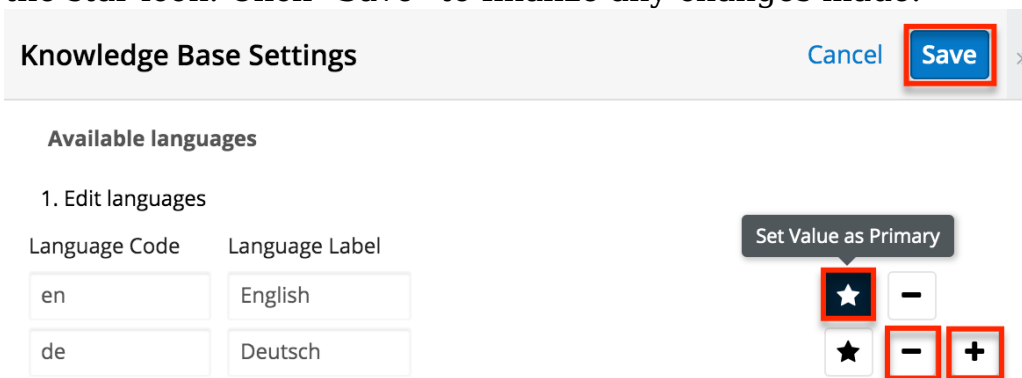 the Star icon. Click "Save" to finalize any changes made.
Knowledge Base Settings Cancel Save
Available languages
1. Edit languages
Language Code Language Label
Set Value as Primary
en English
de Deutsch